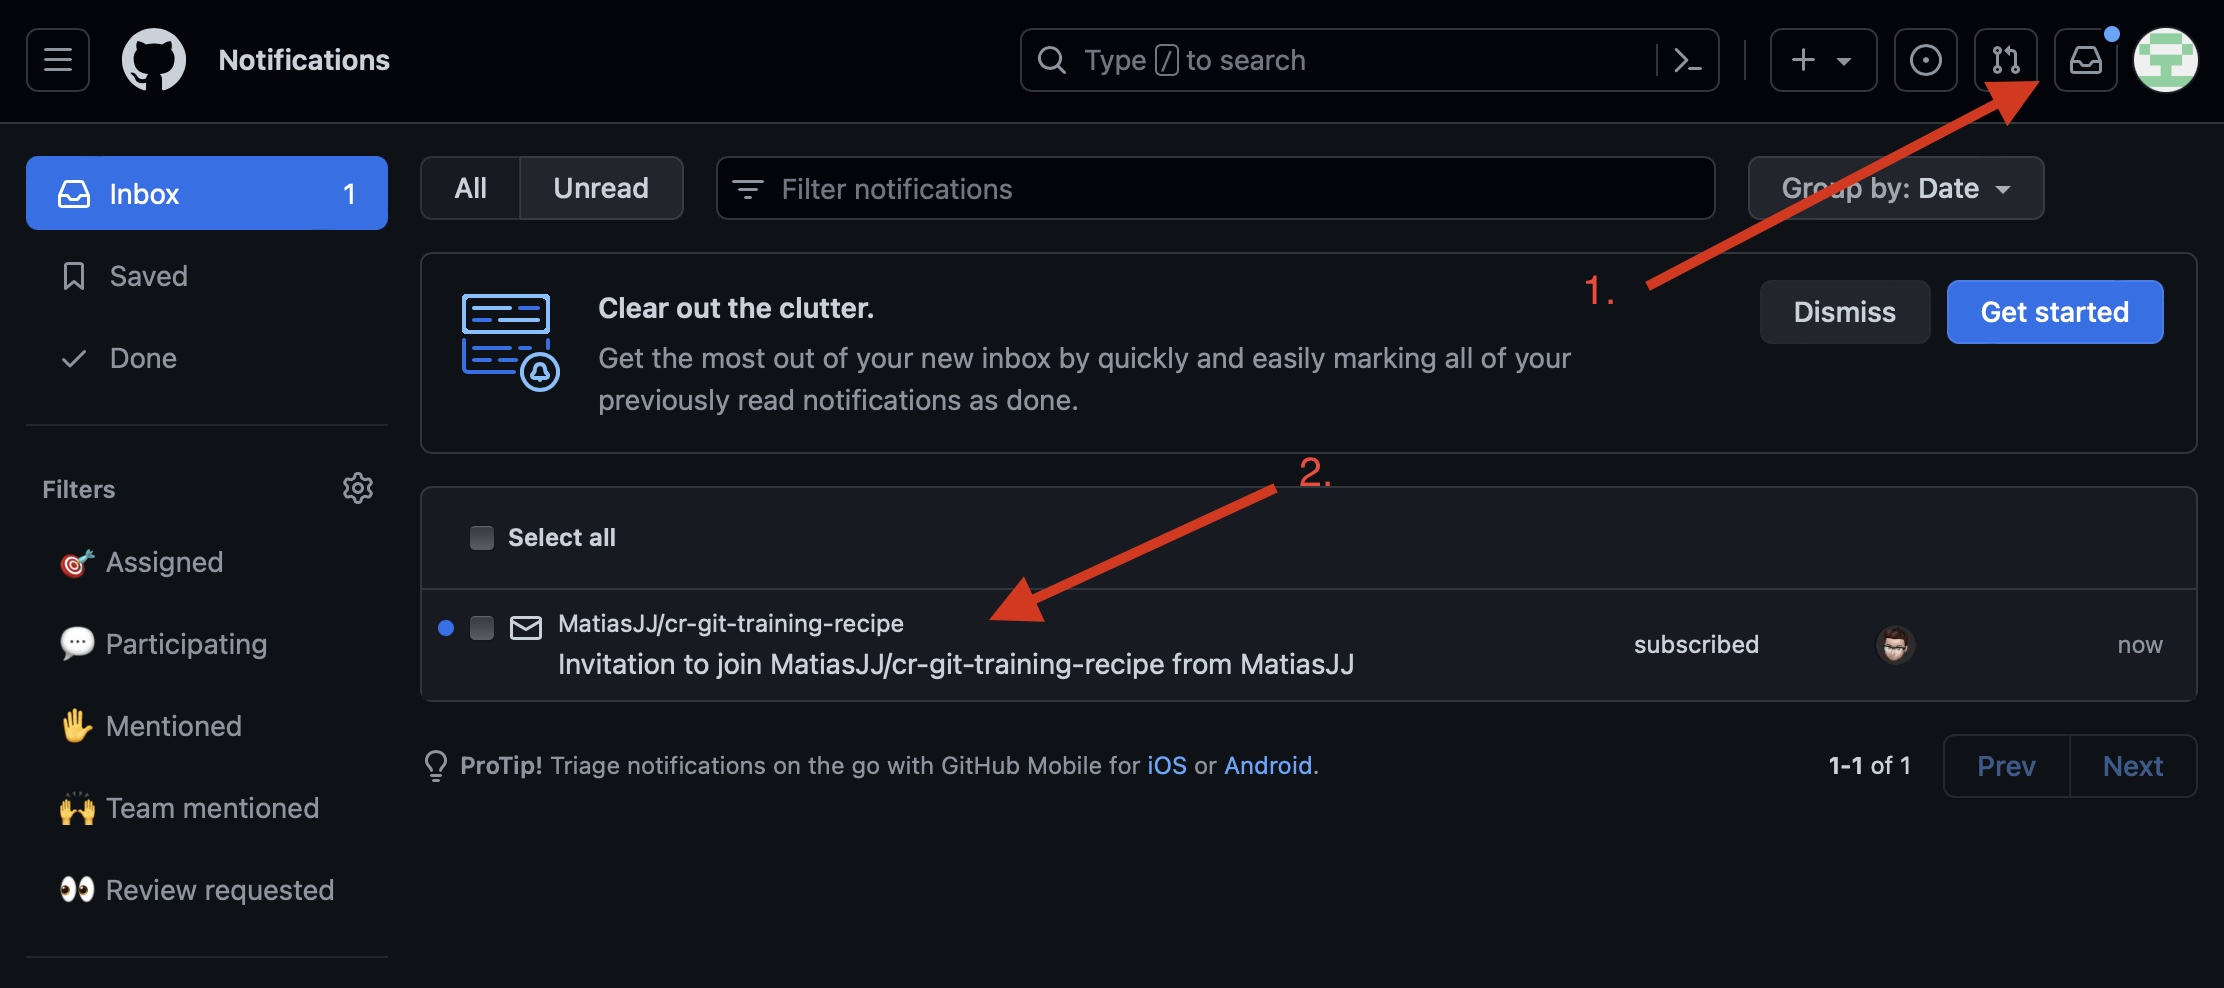 Notifications
Type / to search
Inbox 1
All Unread
Filter notifications
Group by: Date
Saved
Done
1.
Clear out the clutter.
Get the most out of your new inbox by quickly and easily marking all of your
previously read notifications as done.
Dismiss
Get started
Filters
Assigned
Participating
Mentioned
Team mentioned
Review requested
2.
Select all
MatiasJJ/cr-git-training-recipe
Invitation to join MatiasJJ/cr-git-training-recipe from MatiasJJ
subscribed
now
ProTip! Triage notifications on the go with GitHub Mobile for iOS or Android.
1-1 of 1
Prev Next